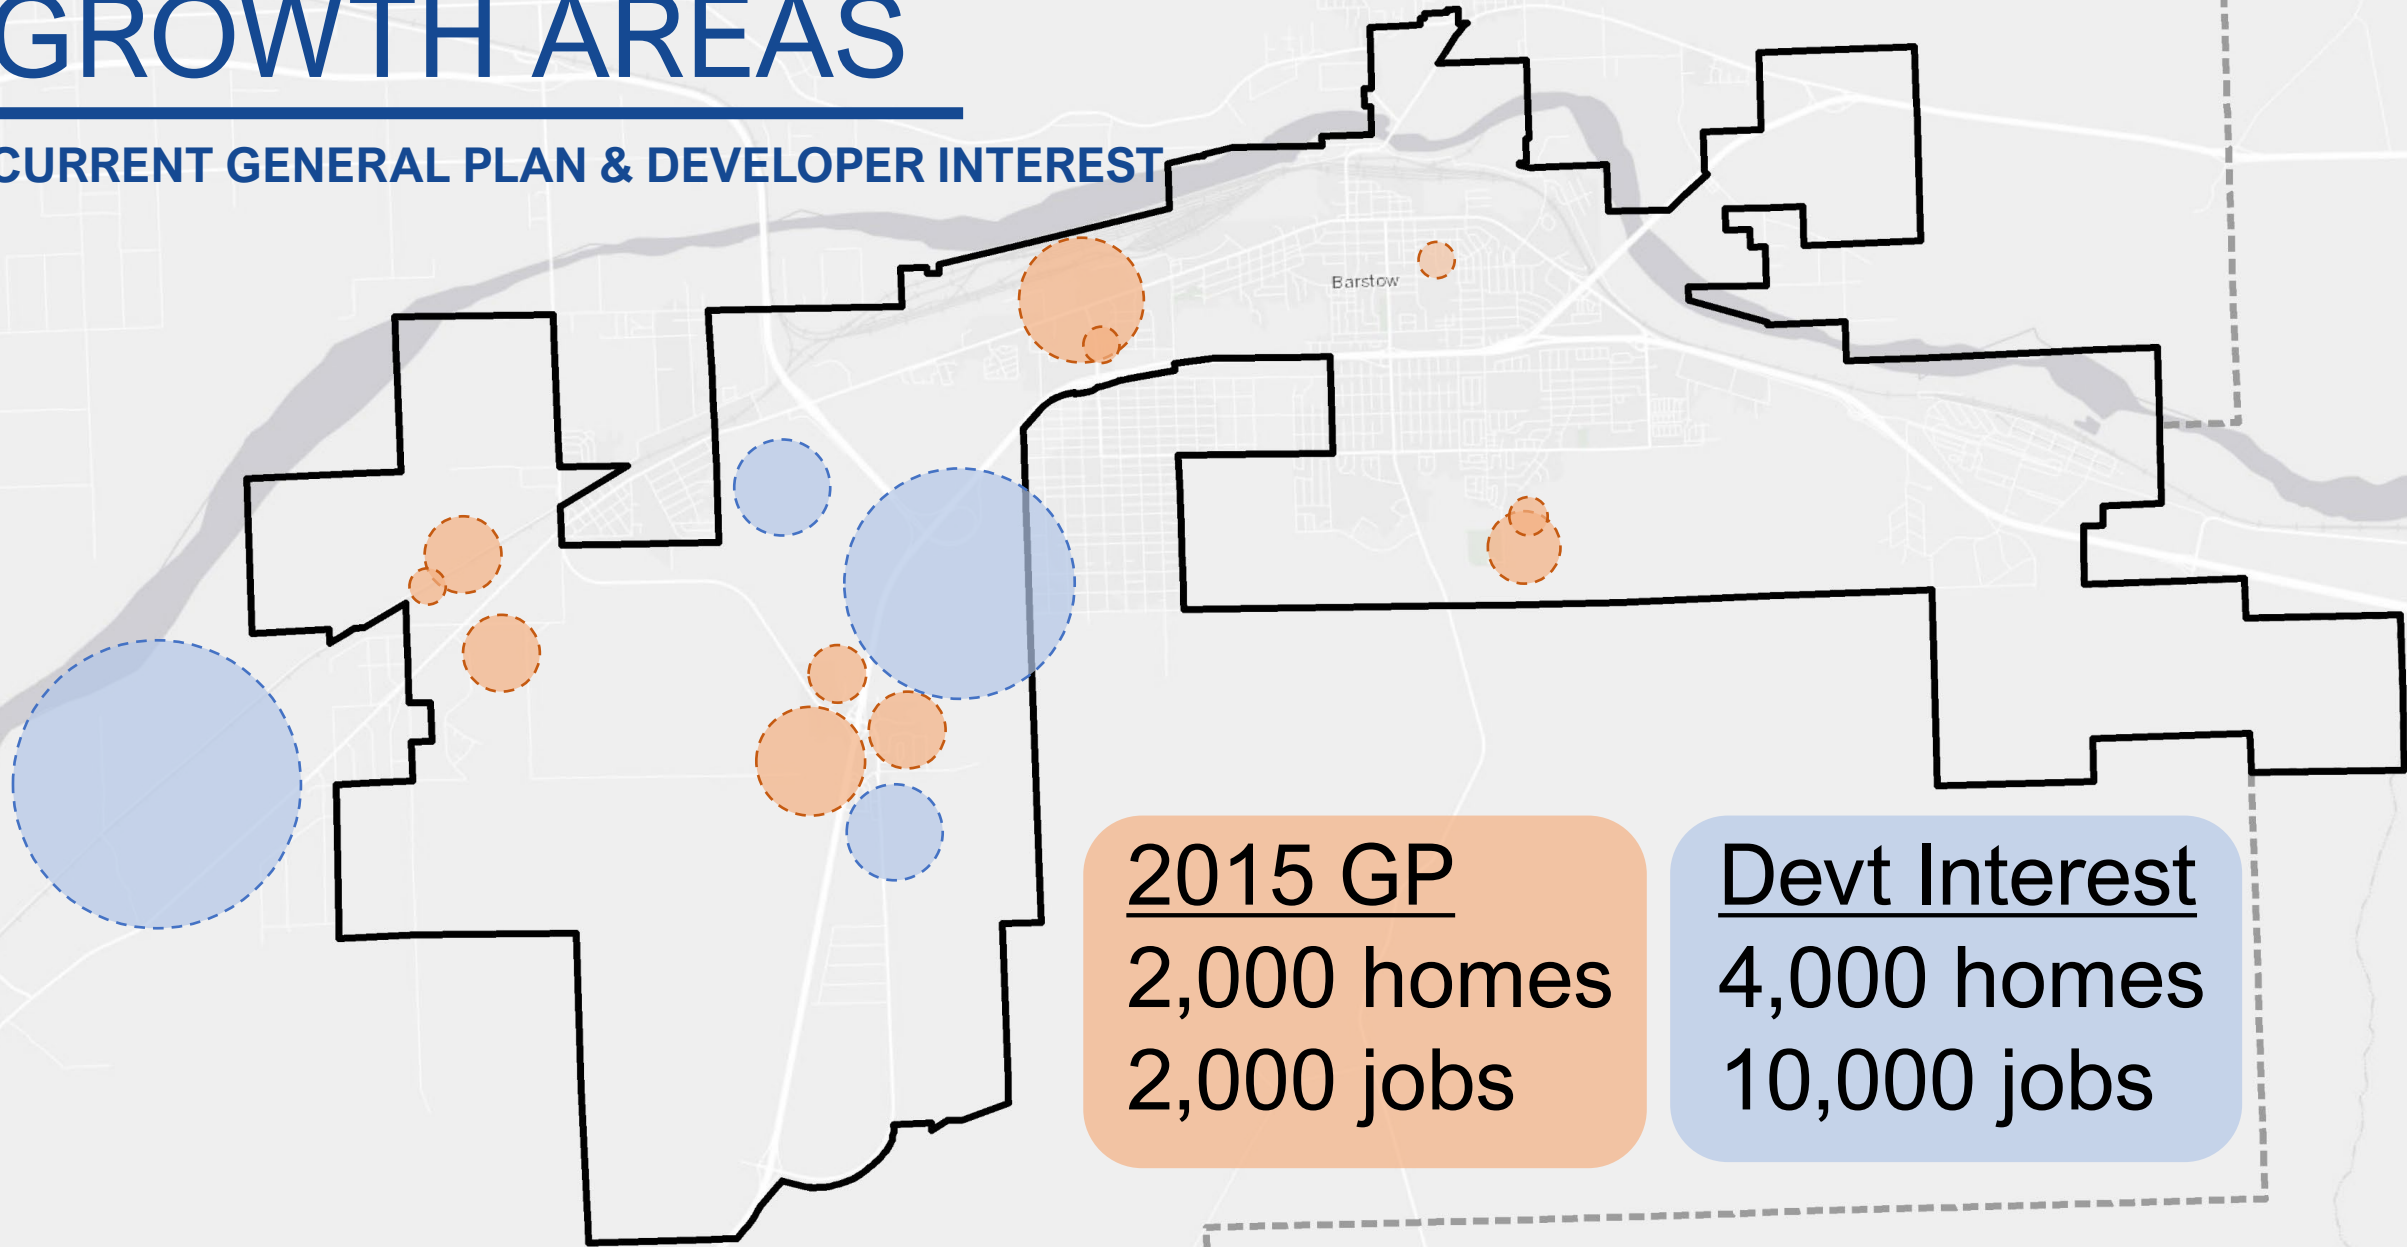 GROWTH AREAS
CURRENT GENERAL PLAN & DEVELOPER INTEREST
Barstow
2015 GP
2,000 homes
2,000 jobs
Devt Interest
4,000 homes
10,000 jobs